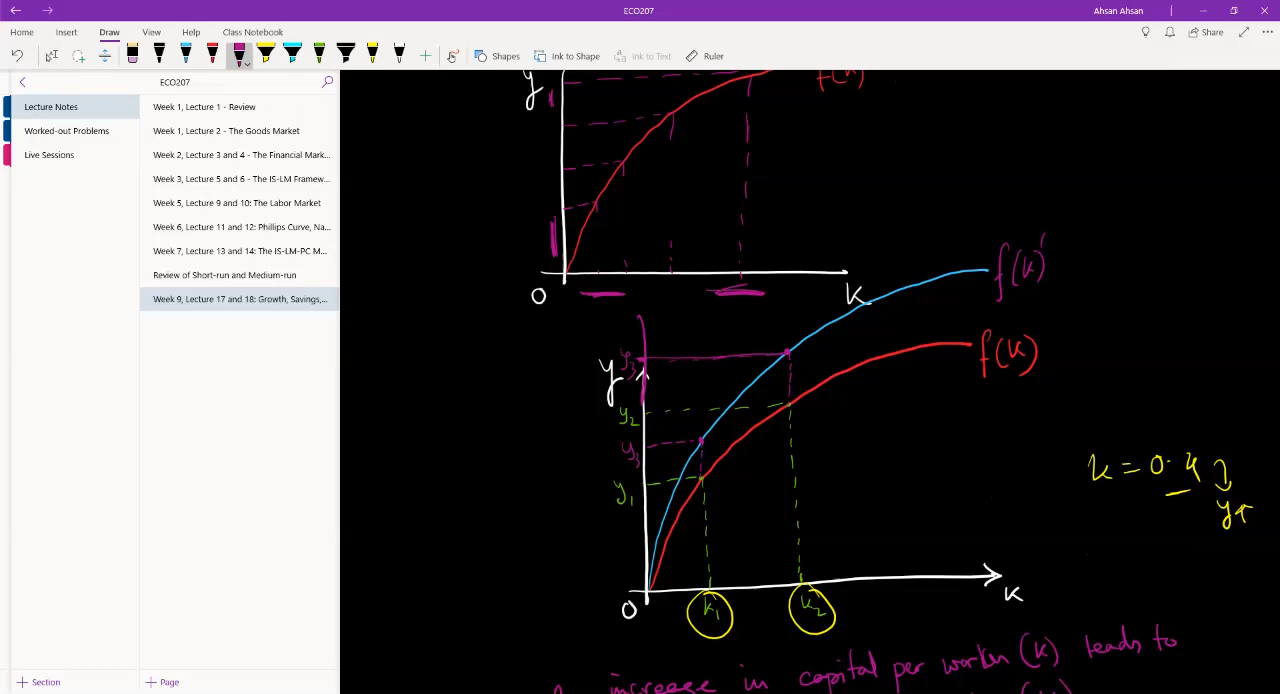 ECO207
Ahsan Ahsan
Home
Insert
Draw
View
Help
Class Notebook
Share
Shapes
Ink to Shape
Ink to Text
Ruler
ECO207
Lecture Notes
Worked-out Problems
Live Sessions
Week 1, Lecture 1 - Review
Week 1, Lecture 2 - The Goods Market
Week 2, Lecture 3 and 4 - The Financial Mark...
Week 3, Lecture 5 and 6 - The IS-LM Framew...
Week 5, Lecture 9 and 10: The Labor Market
Week 6, Lecture 11 and 12: Phillips Curve, Na...
Week 7, Lecture 13 and 14: The IS-LM-PC M...
Review of Short-run and Medium-run
Week 9, Lecture 17 and 18: Growth, Savings,...
+ Section
+ Page
y
f(k)
O
K
f(k)'
f(k)
y
y3
y2
y3
y1
O
k1
k2
K
k = 0.4
y↑
increase in capital per worker (k) leads to